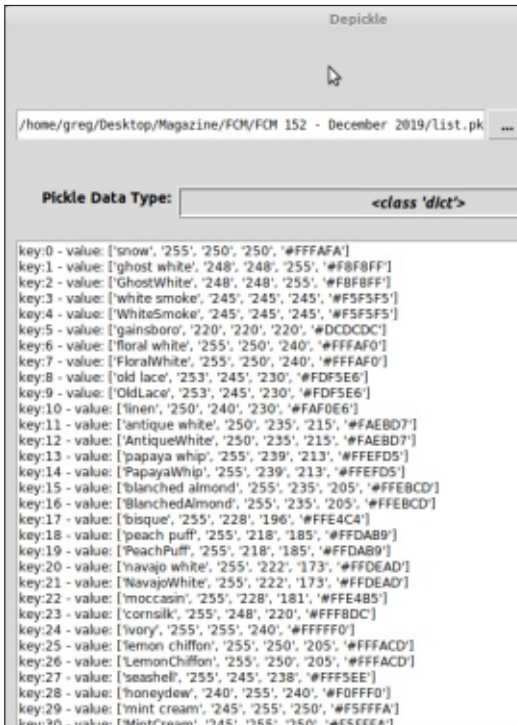 Depickle
/home/greg/Desktop/Magazine/FCM/FCM 152 - December 2019/list.pk ...
Pickle Data Type: <class 'dict'>
key:0 - value: ['snow', '255', '250', '250', '#FFFAFA']
key:1 - value: ['ghost white', '248', '248', '255', '#F8F8FF']
key:2 - value: ['GhostWhite', '248', '248', '255', '#F8F8FF']
key:3 - value: ['white smoke', '245', '245', '245', '#F5F5F5']
key:4 - value: ['WhiteSmoke', '245', '245', '245', '#F5F5F5']
key:5 - value: ['gainsboro', '220', '220', '220', '#DCDCDC']
key:6 - value: ['floral white', '255', '250', '240', '#FFFAF0']
key:7 - value: ['FloralWhite', '255', '250', '240', '#FFFAF0']
key:8 - value: ['old lace', '253', '245', '230', '#FDF5E6']
key:9 - value: ['OldLace', '253', '245', '230', '#FDF5E6']
key:10 - value: ['linen', '250', '240', '230', '#FAF0E6']
key:11 - value: ['antique white', '250', '235', '215', '#FAEBD7']
key:12 - value: ['AntiqueWhite', '250', '235', '215', '#FAEBD7']
key:13 - value: ['papaya whip', '255', '239', '213', '#FFEFD5']
key:14 - value: ['PapayaWhip', '255', '239', '213', '#FFEFD5']
key:15 - value: ['blanched almond', '255', '235', '205', '#FFEBCD']
key:16 - value: ['BlanchedAlmond', '255', '235', '205', '#FFEBCD']
key:17 - value: ['bisque', '255', '228', '196', '#FFE4C4']
key:18 - value: ['peach puff', '255', '218', '185', '#FFDAB9']
key:19 - value: ['PeachPuff', '255', '218', '185', '#FFDAB9']
key:20 - value: ['navajo white', '255', '222', '173', '#FFDEAD']
key:21 - value: ['NavajoWhite', '255', '222', '173', '#FFDEAD']
key:22 - value: ['moccasin', '255', '228', '181', '#FFE4B5']
key:23 - value: ['cornsilk', '255', '248', '220', '#FFF8DC']
key:24 - value: ['ivory', '255', '255', '240', '#FFFFF0']
key:25 - value: ['lemon chiffon', '255', '250', '205', '#FFFACD']
key:26 - value: ['LemonChiffon', '255', '250', '205', '#FFFACD']
key:27 - value: ['seashell', '255', '245', '238', '#FFF5EE']
key:28 - value: ['honeydew', '240', '255', '240', '#F0FFF0']
key:29 - value: ['mint cream', '245', '255', '250', '#F5FFFA']
key:30 - value: ['MintCream', '245', '255', '250', '#F5FFFA']